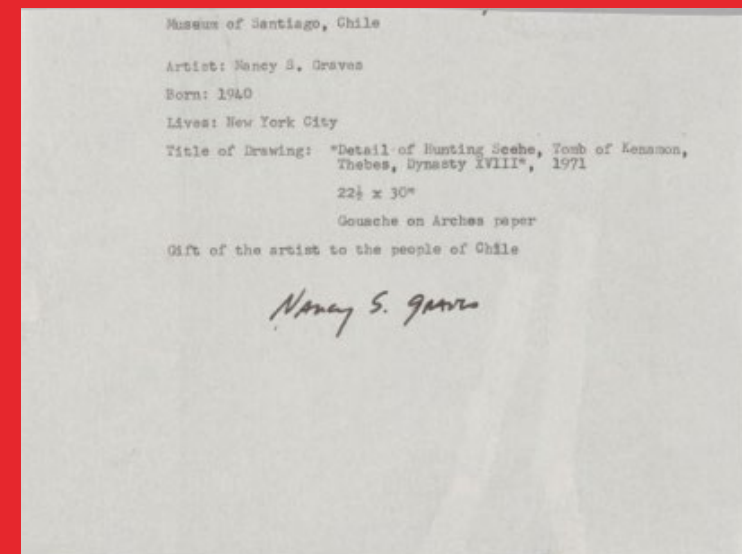 Museum of Santiago, Chile
Artist: Nancy S. Graves
Born: 1940
Lives: New York City
Title of Drawing: "Detail of Hunting Scehe, Tomb of Kenamon,
Thebes, Dynasty XVIII", 1971
22½ x 30"
Gouache on Arches paper
Gift of the artist to the people of Chile
Nancy S. Graves